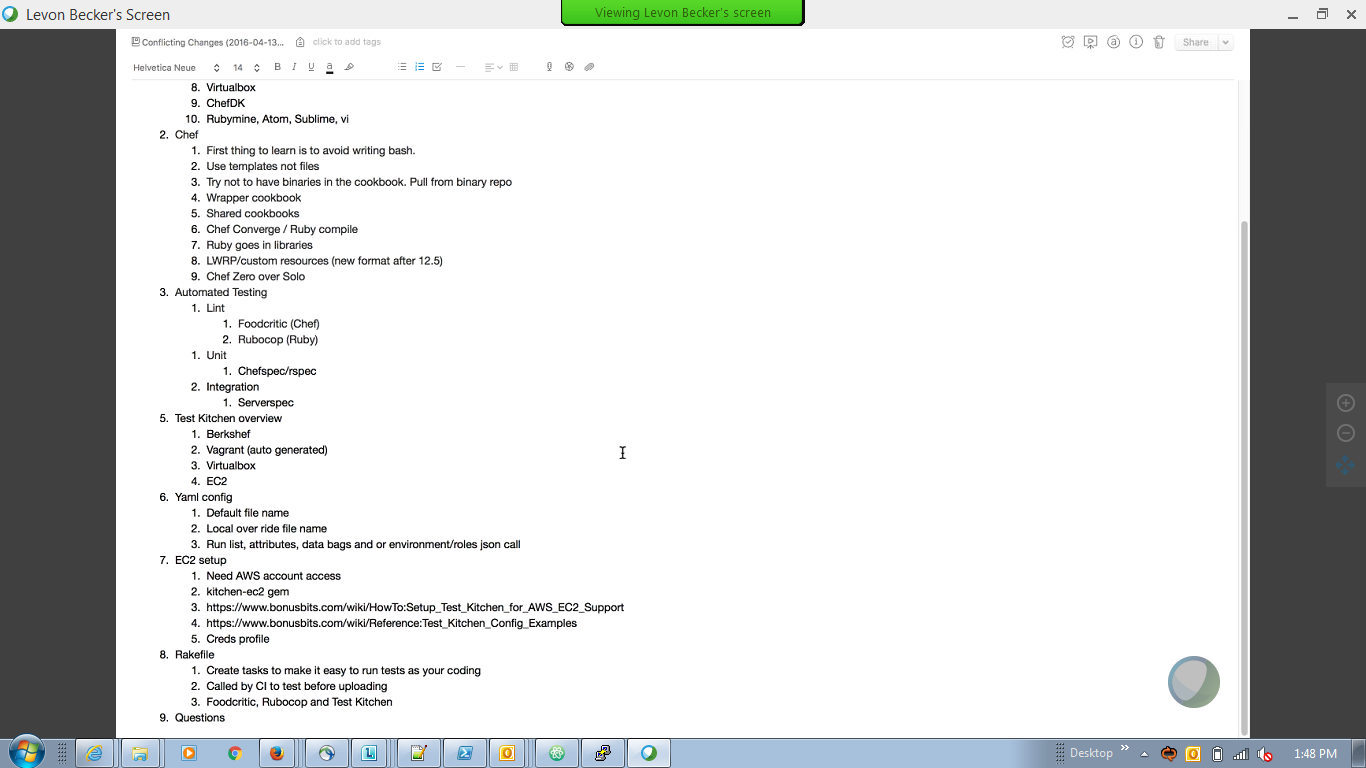 Levon Becker's Screen
Viewing Levon Becker's screen
Conflicting Changes (2016-04-13...
click to add tags
Share
Helvetica Neue
14
B I U a
8. Virtualbox
9. ChefDK
10. Rubymine, Atom, Sublime, vi
2. Chef
1. First thing to learn is to avoid writing bash.
2. Use templates not files
3. Try not to have binaries in the cookbook. Pull from binary repo
4. Wrapper cookbook
5. Shared cookbooks
6. Chef Converge / Ruby compile
7. Ruby goes in libraries
8. LWRP/custom resources (new format after 12.5)
9. Chef Zero over Solo
3. Automated Testing
1. Lint
1. Foodcritic (Chef)
2. Rubocop (Ruby)
1. Unit
1. Chefspec/rspec
2. Integration
1. Serverspec
5. Test Kitchen overview
1. Berkshef
2. Vagrant (auto generated)
3. Virtualbox
4. EC2
6. Yaml config
1. Default file name
2. Local over ride file name
3. Run list, attributes, data bags and or environment/roles json call
7. EC2 setup
1. Need AWS account access
2. kitchen-ec2 gem
3. https://www.bonusbits.com/wiki/HowTo:Setup_Test_Kitchen_for_AWS_EC2_Support
4. https://www.bonusbits.com/wiki/Reference:Test_Kitchen_Config_Examples
5. Creds profile
8. Rakefile
1. Create tasks to make it easy to run tests as your coding
2. Called by CI to test before uploading
3. Foodcritic, Rubocop and Test Kitchen
9. Questions
Desktop
1:48 PM